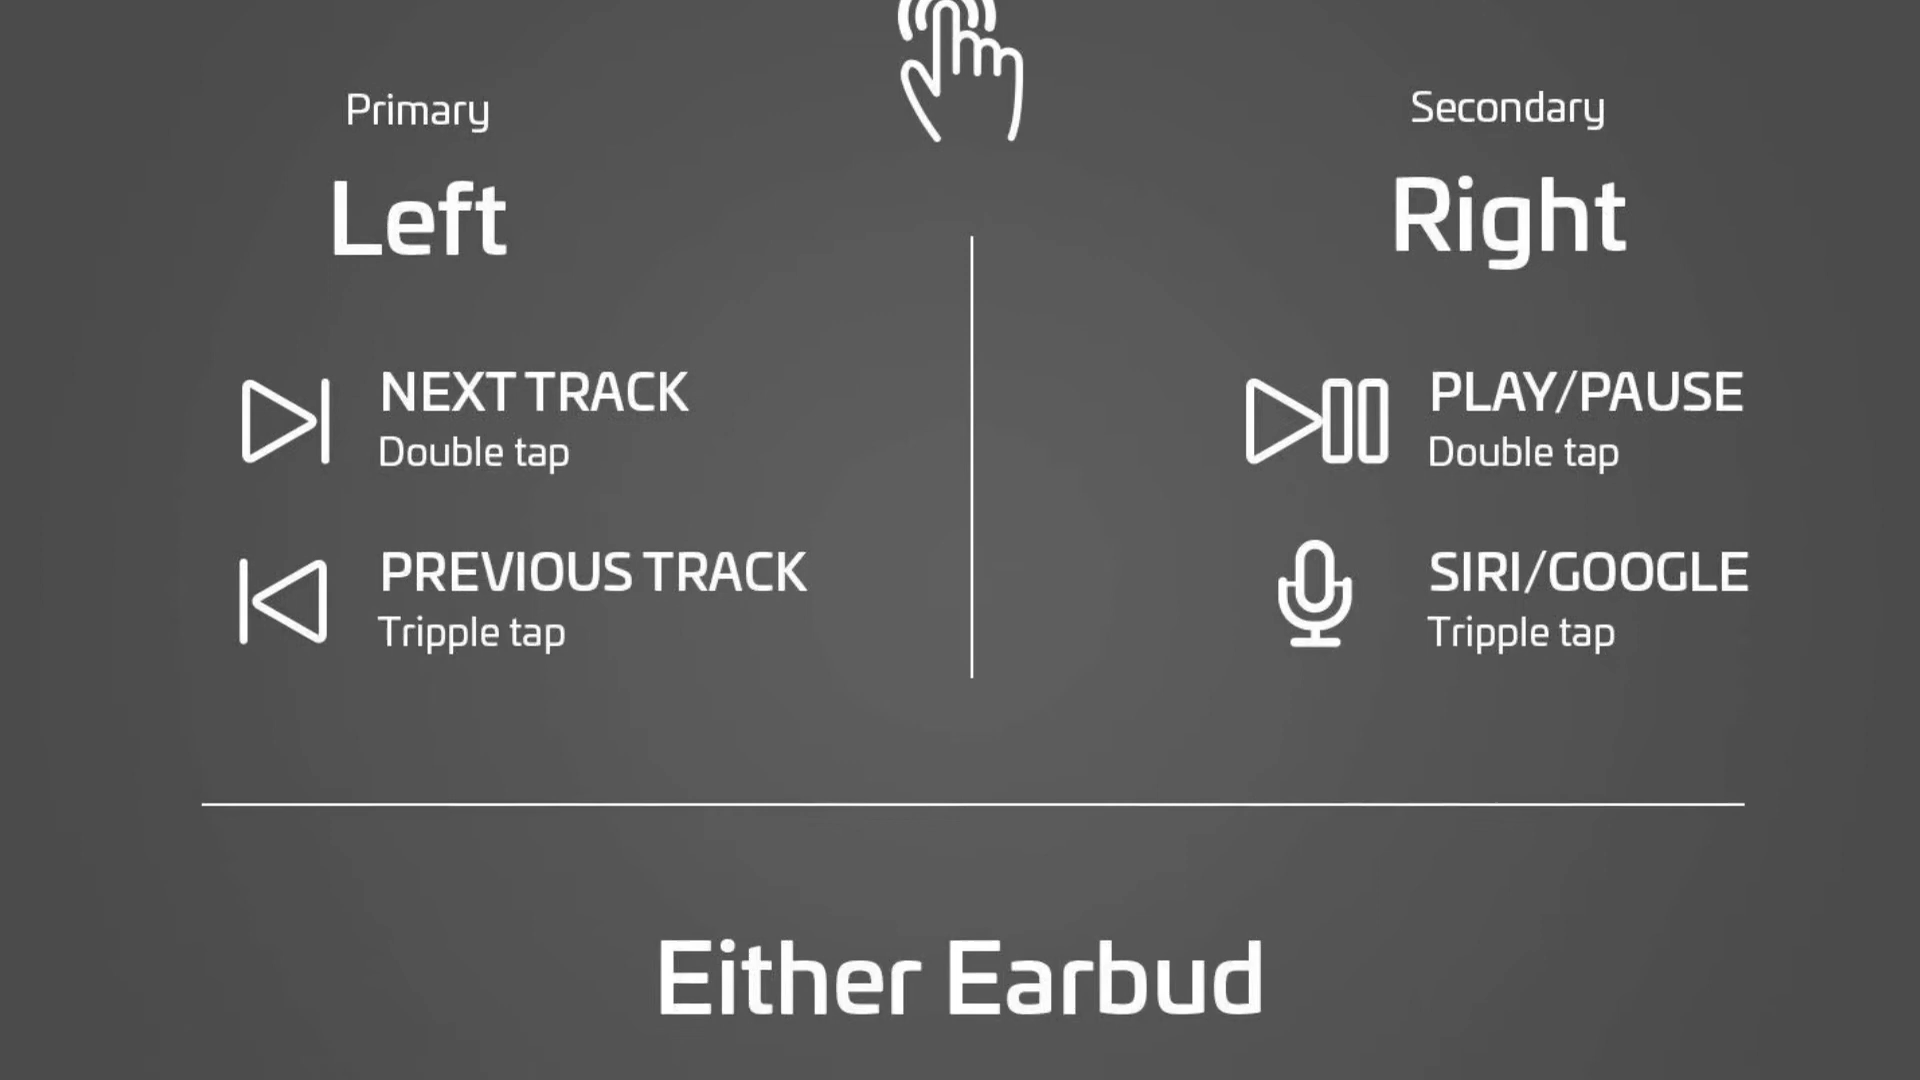 Primary
Left
NEXT TRACK
Double tap
PREVIOUS TRACK
Tripple tap
Secondary
Right
PLAY/PAUSE
Double tap
SIRI/GOOGLE
Tripple tap
Either Earbud